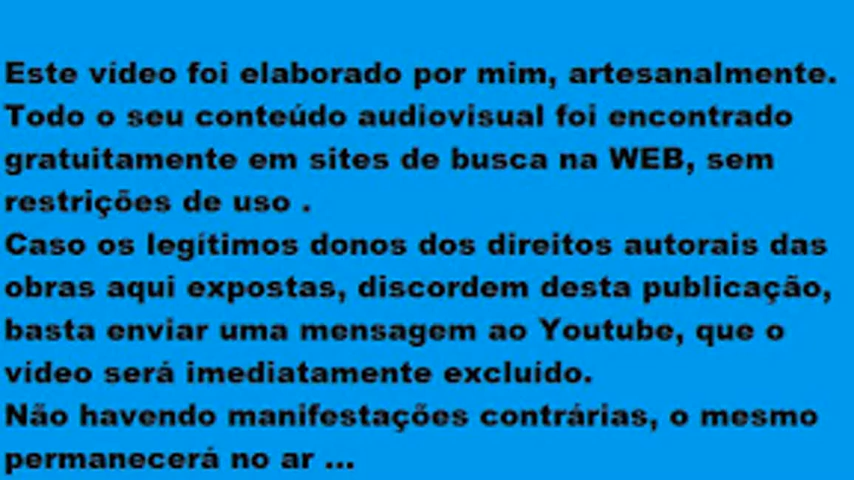 Este vídeo foi elaborado por mim, artesanalmente.
Todo o seu conteúdo audiovisual foi encontrado
gratuitamente em sites de busca na WEB, sem
restrições de uso .
Caso os legítimos donos dos direitos autorais das
obras aqui expostas, discordem desta publicação,
basta enviar uma mensagem ao Youtube, que o
vídeo será imediatamente excluído.
Não havendo manifestações contrárias, o mesmo
permanecerá no ar ...